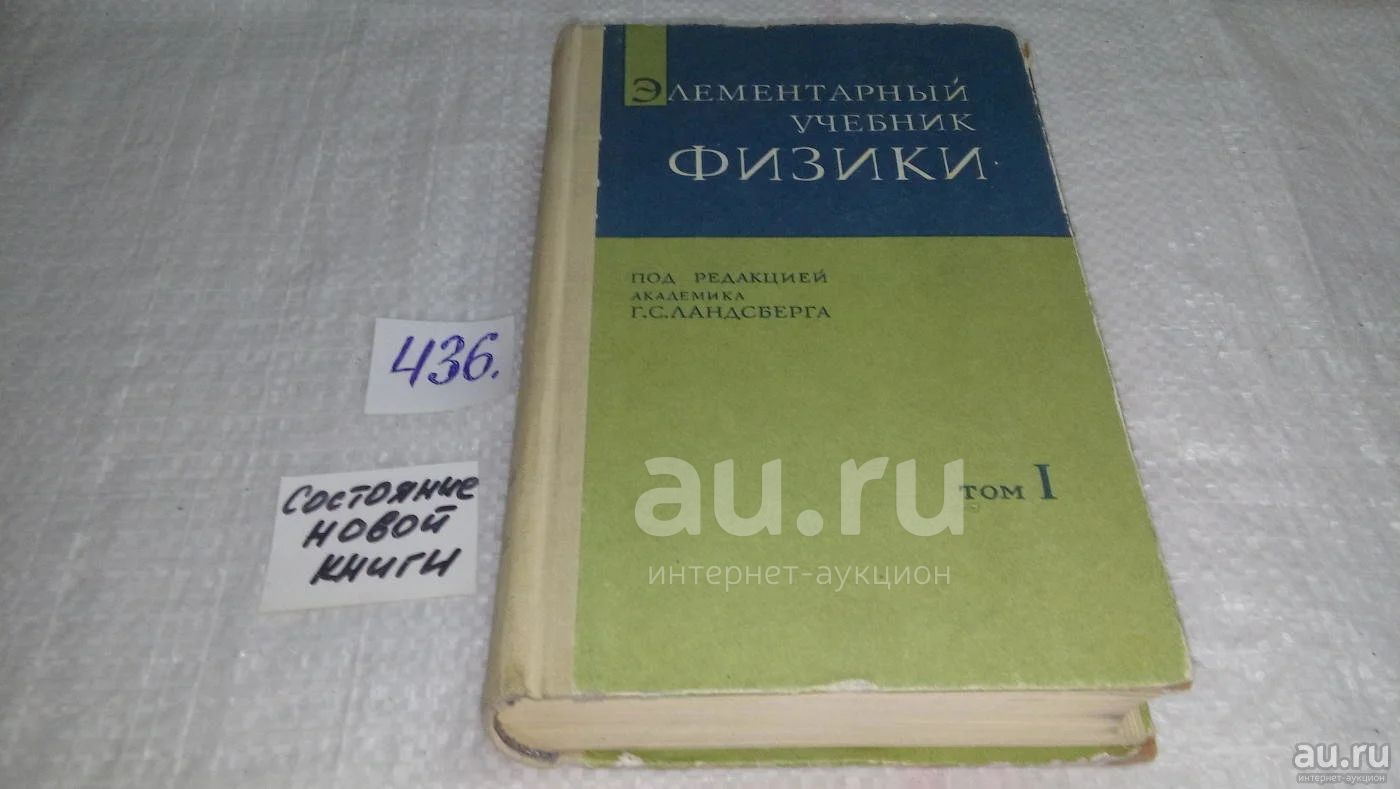 ЭЛЕМЕНТАРНЫЙ
УЧЕБНИК
ФИЗИКИ
ПОД РЕДАКЦИЕЙ
АКАДЕМИКА
Г.С.ЛАНДСБЕРГА
ТОМ I
436.
Состояние
новой
книги
au.ru
интернет-аукцион
au.ru
интернет-аукцион